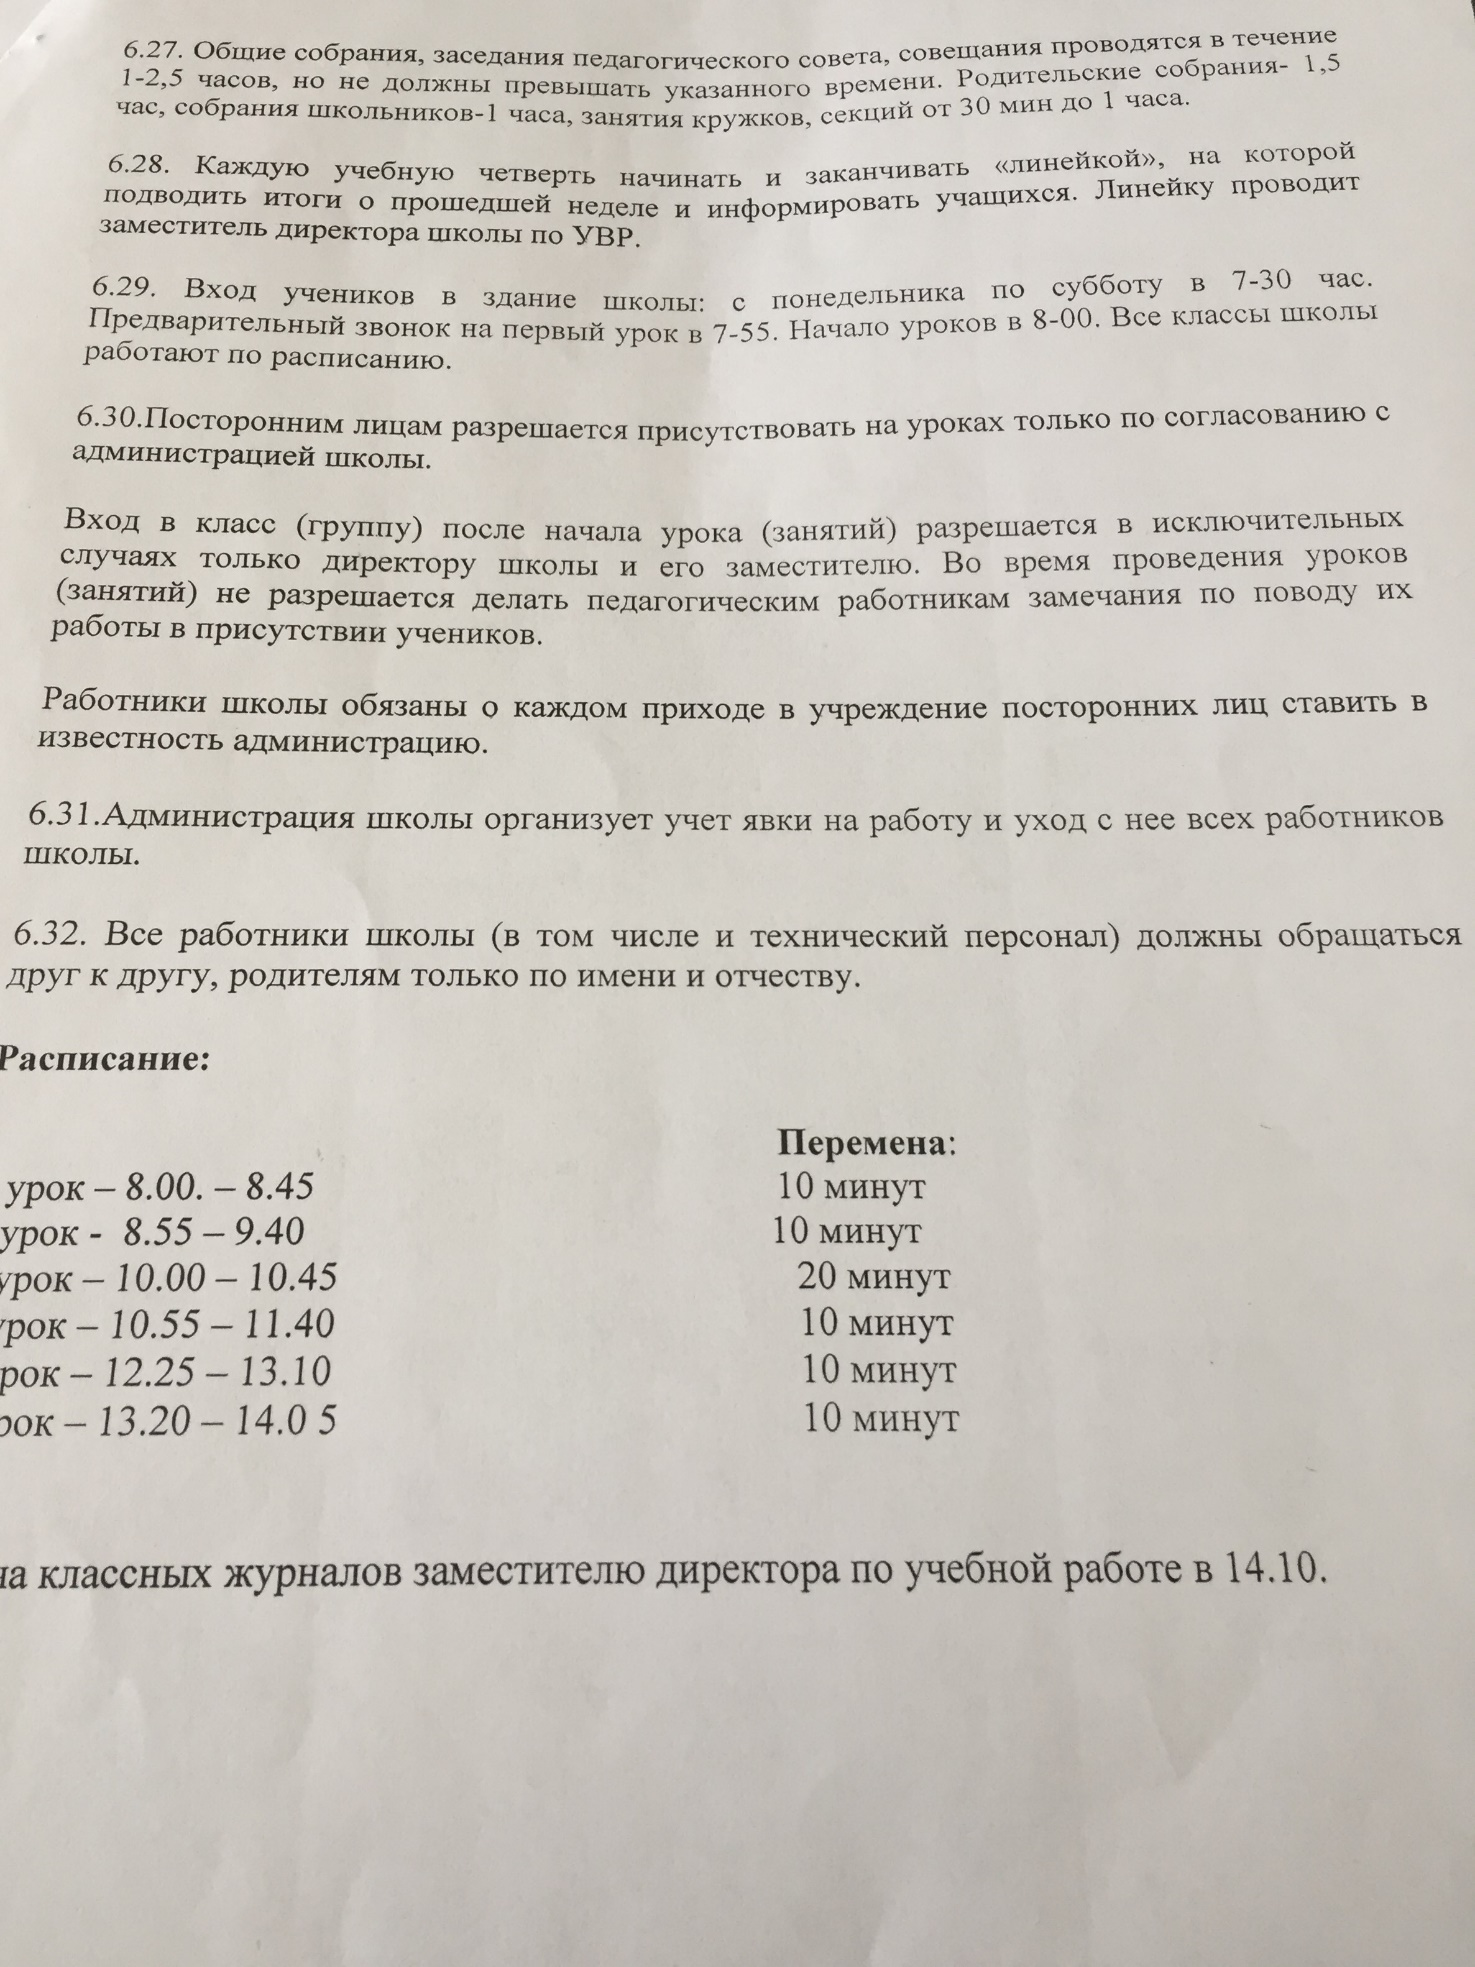 6.27. Общие собрания, заседания педагогического совета, совещания проводятся в течение
1-2,5 часов, но не должны превышать указанного времени. Родительские собрания- 1,5
час, собрания школьников-1 часа, занятия кружков, секций от 30 мин до 1 часа.
6.28. Каждую учебную четверть начинать и заканчивать «линейкой», на которой
подводить итоги о прошедшей неделе и информировать учащихся. Линейку проводит
заместитель директора школы по УВР.
6.29. Вход учеников в здание школы: с понедельника по субботу в 7-30 час.
Предварительный звонок на первый урок в 7-55. Начало уроков в 8-00. Все классы школы
работают по расписанию.
6.30.Посторонним лицам разрешается присутствовать на уроках только по согласованию с
администрацией школы.
Вход в класс (группу) после начала урока (занятий) разрешается в исключительных
случаях только директору школы и его заместителю. Во время проведения уроков
(занятий) не разрешается делать педагогическим работникам замечания по поводу их
работы в присутствии учеников.
Работники школы обязаны о каждом приходе в учреждение посторонних лиц ставить в
известность администрацию.
6.31.Администрация школы организует учет явки на работу и уход с нее всех работников
школы.
6.32. Все работники школы (в том числе и технический персонал) должны обращаться
друг к другу, родителям только по имени и отчеству.
Расписание:
Перемена:
урок – 8.00. – 8.45 10 минут
урок - 8.55 – 9.40 10 минут
урок – 10.00 – 10.45 20 минут
урок – 10.55 – 11.40 10 минут
рок – 12.25 – 13.10 10 минут
рок – 13.20 – 14.0 5 10 минут
на классных журналов заместителю директора по учебной работе в 14.10.